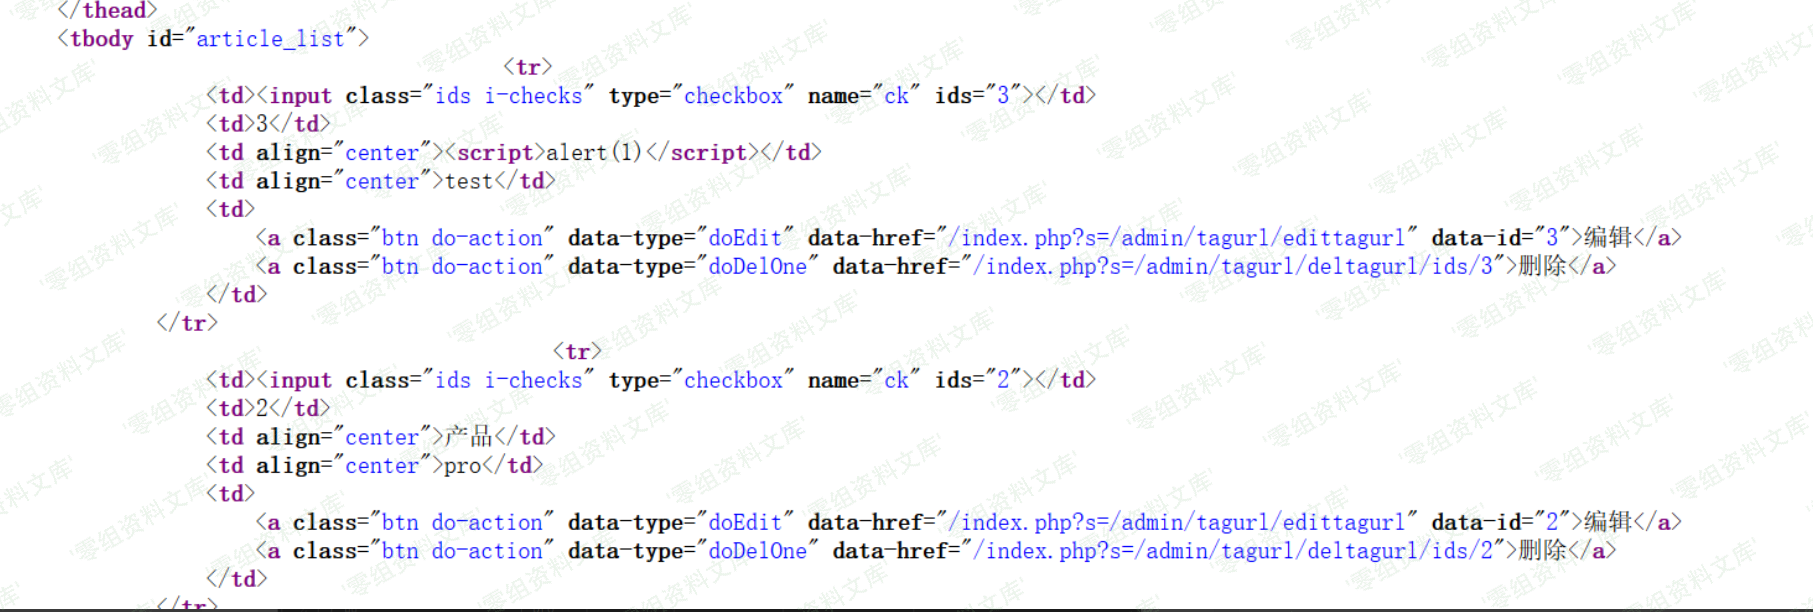 </thead>
<tbody id="article_list">
<tr>
<td><input class="ids i-checks" type="checkbox" name="ck" ids="3"></td>
<td>3</td>
<td align="center"><script>alert(1)</script></td>
<td align="center">test</td>
<td>
<a class="btn do-action" data-type="doEdit" data-href="/index.php?s=/admin/tagurl/edittagurl" data-id="3">编辑</a>
<a class="btn do-action" data-type="doDelOne" data-href="/index.php?s=/admin/tagurl/deltagurl/ids/3">删除</a>
</td>
</tr>
<tr>
<td><input class="ids i-checks" type="checkbox" name="ck" ids="2"></td>
<td>2</td>
<td align="center">产品</td>
<td align="center">pro</td>
<td>
<a class="btn do-action" data-type="doEdit" data-href="/index.php?s=/admin/tagurl/edittagurl" data-id="2">编辑</a>
<a class="btn do-action" data-type="doDelOne" data-href="/index.php?s=/admin/tagurl/deltagurl/ids/2">删除</a>
</td>
</tr>
'零组资料文库'